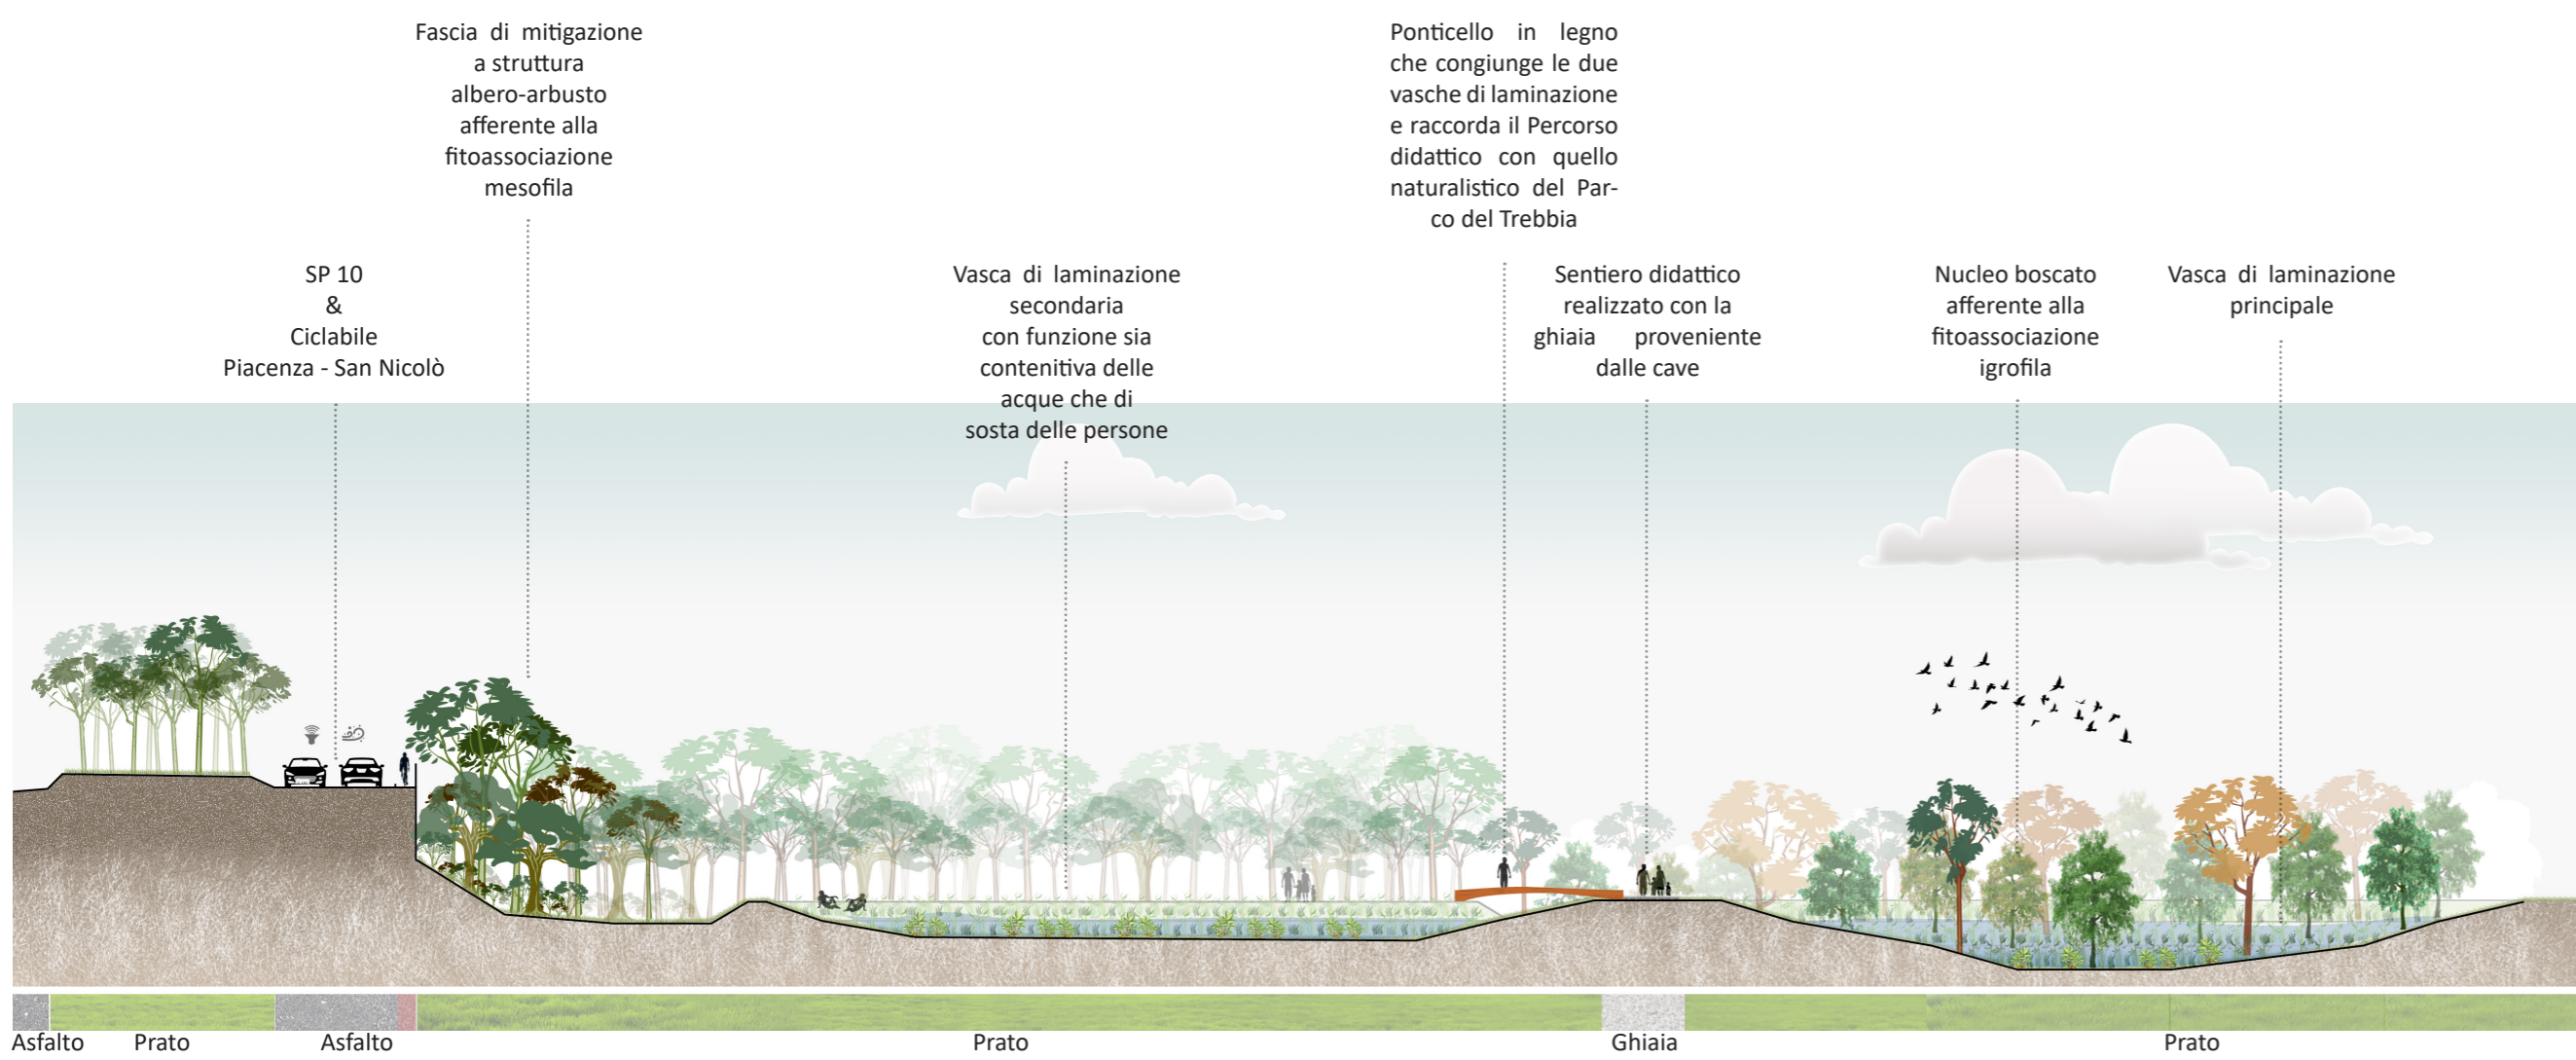 Fascia di mitigazione
a struttura
albero-arbusto
afferente alla
fitoassociazione
mesofila
Ponticello in legno
che congiunge le due
vasche di laminazione
e raccorda il Percorso
didattico con quello
naturalistico del Par-
co del Trebbia
SP 10
&
Ciclabile
Piacenza - San Nicolò
Vasca di laminazione
secondaria
con funzione sia
contenitiva delle
acque che di
sosta delle persone
Sentiero didattico
realizzato con la
ghiaia proveniente
dalle cave
Nucleo boscato
afferente alla
fitoassociazione
igrofila
Vasca di laminazione
principale
Asfalto
Prato
Asfalto
Prato
Ghiaia
Prato